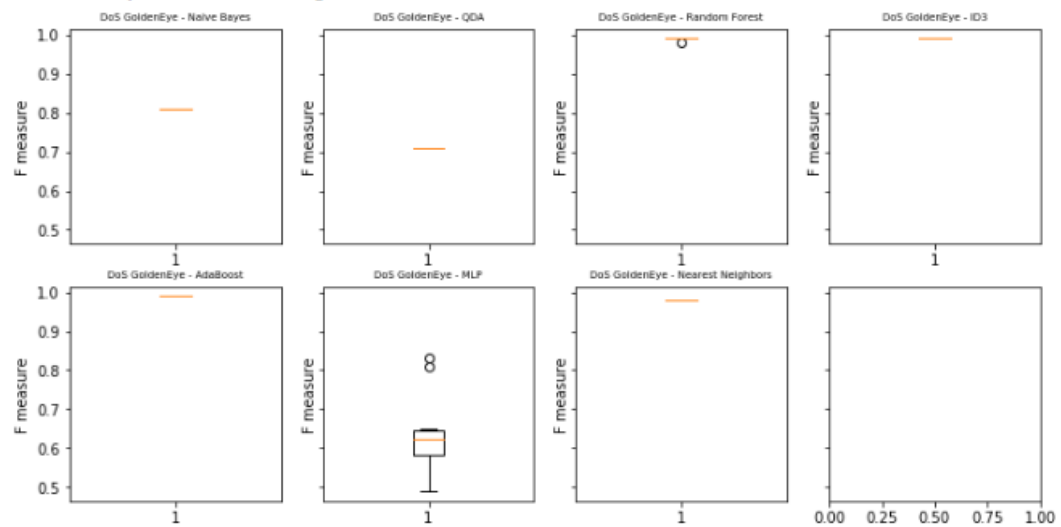 DoS GoldenEye - Naive Bayes
DoS GoldenEye - QDA
DoS GoldenEye - Random Forest
DoS GoldenEye - ID3
1.0
0.9
0.8
0.7
0.6
0.5
F measure
F measure
F measure
F measure
1
1
1
1
DoS GoldenEye - AdaBoost
DoS GoldenEye - MLP
DoS GoldenEye - Nearest Neighbors
1.0
0.9
0.8
0.7
0.6
0.5
F measure
F measure
F measure
1
1
1
0.00 0.25 0.50 0.75 1.00